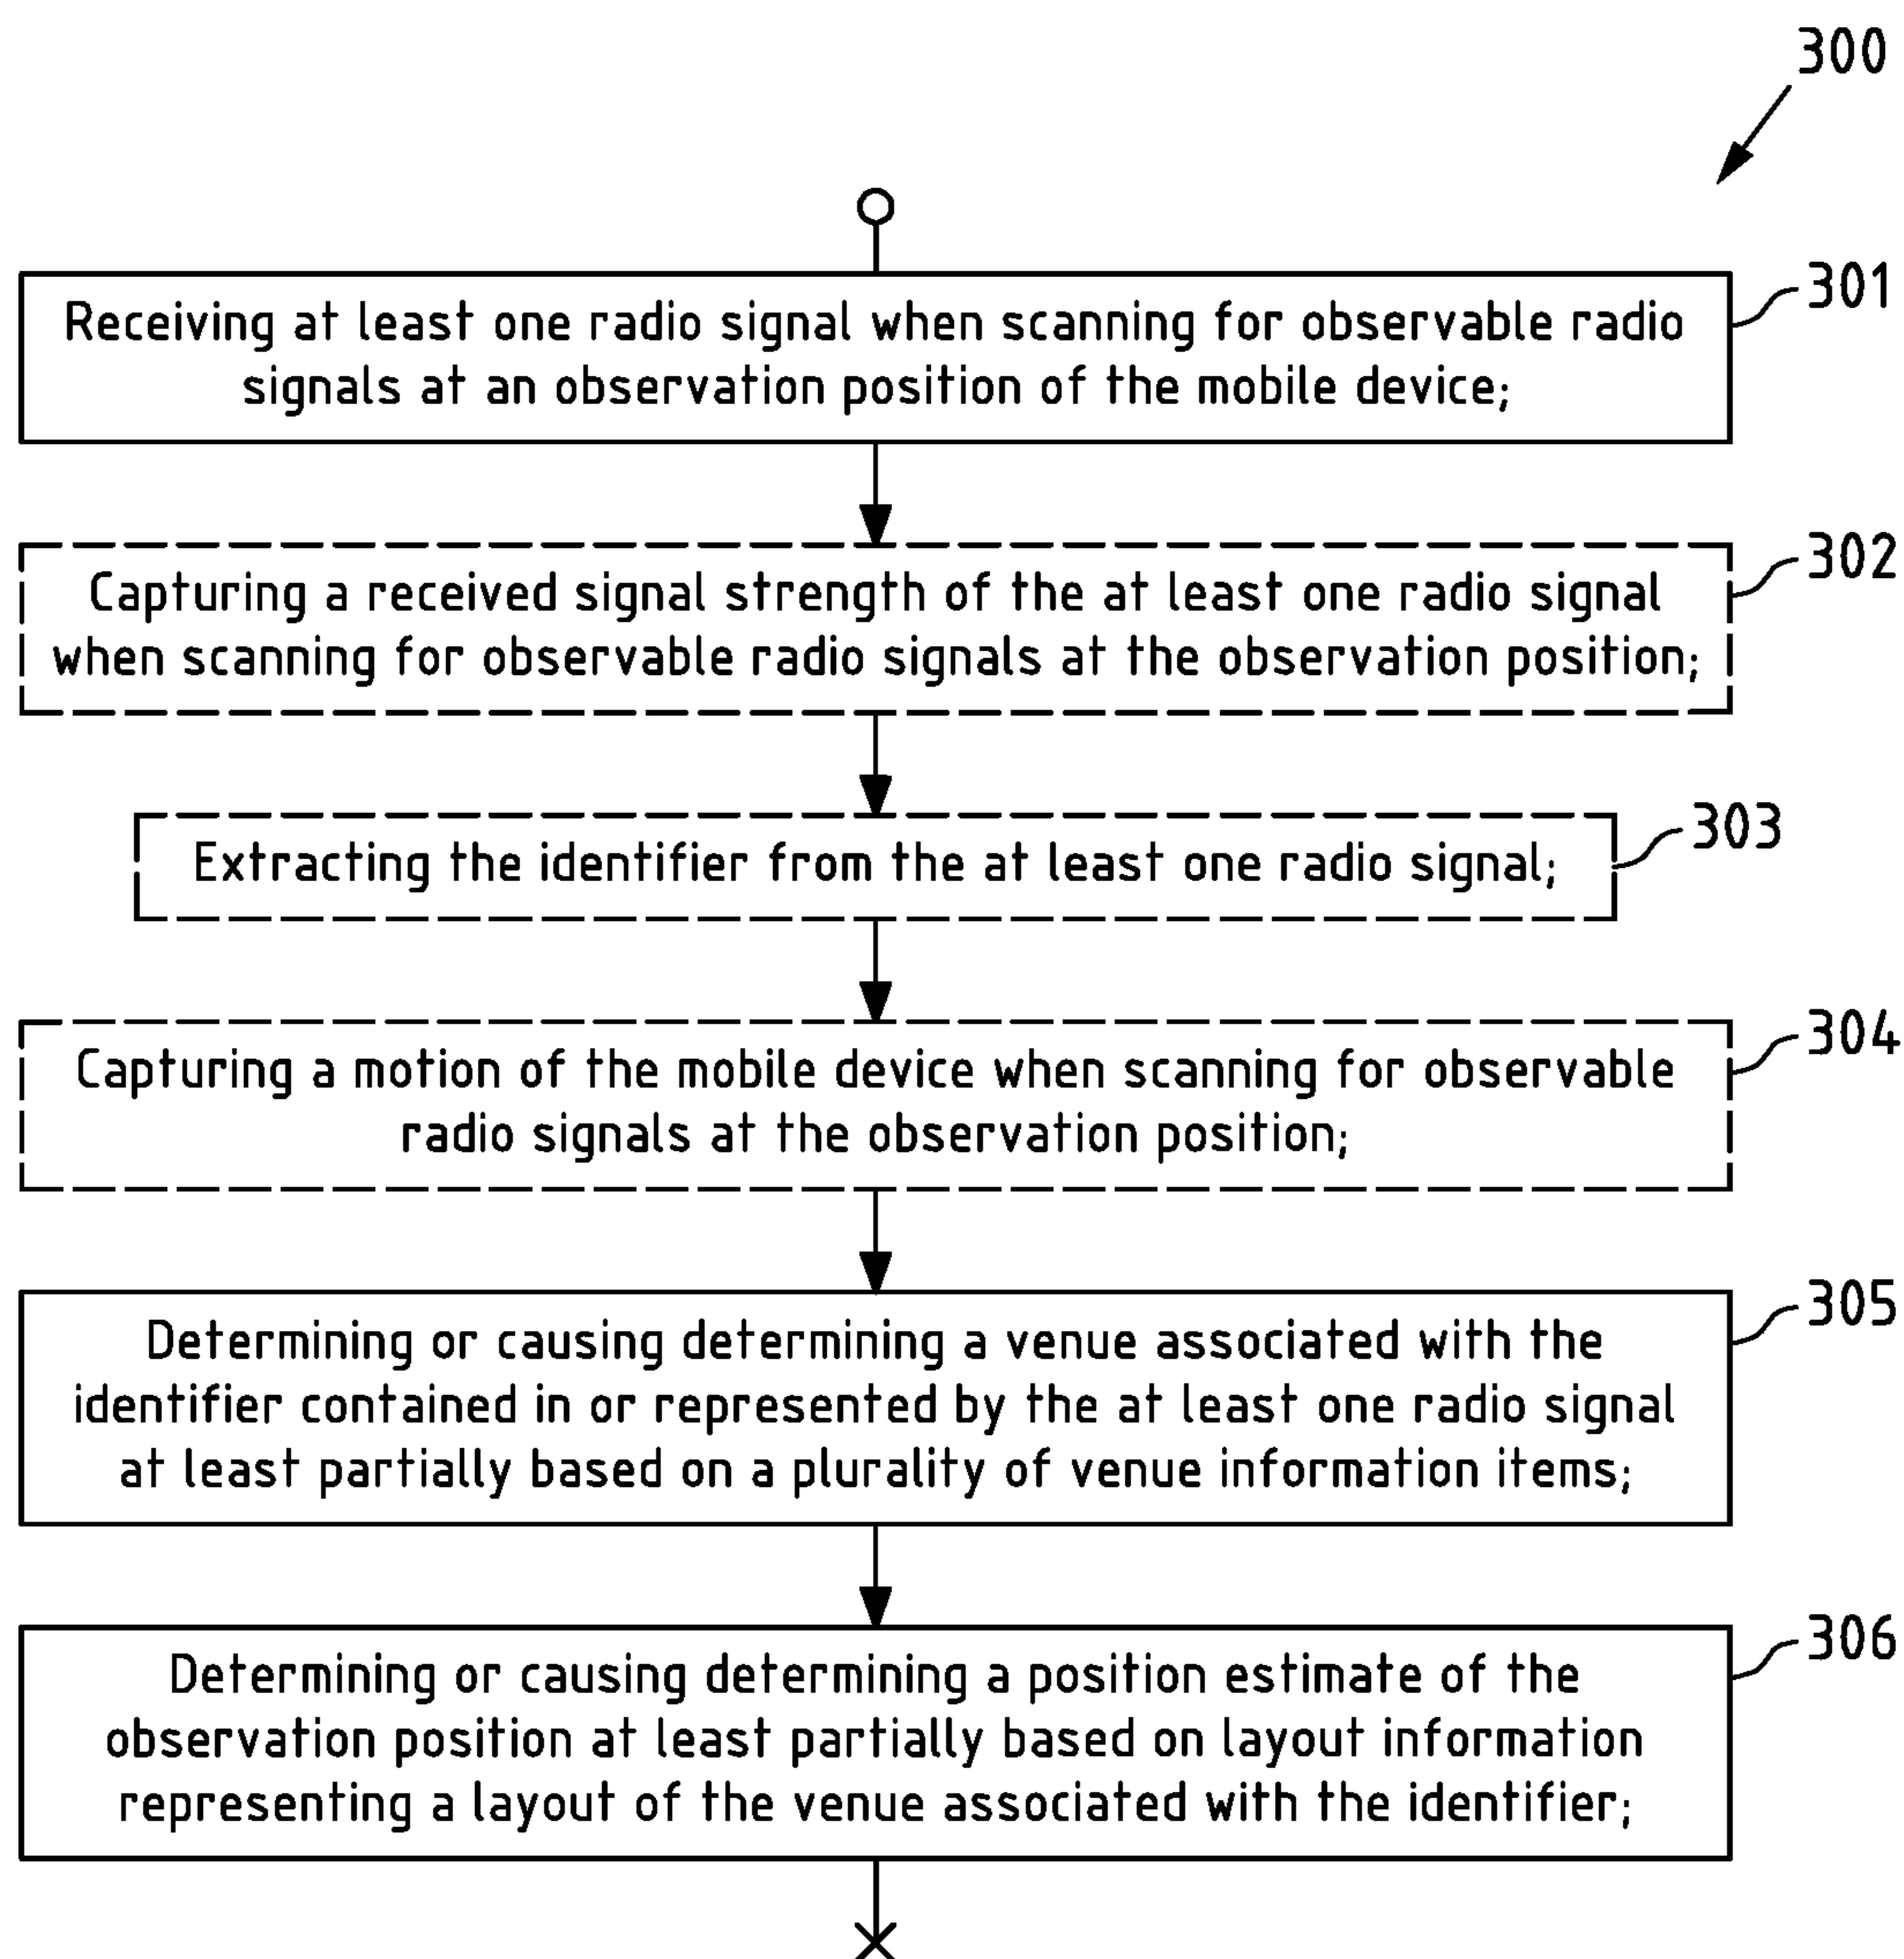 300
301
Receiving at least one radio signal when scanning for observable radio
signals at an observation position of the mobile device;
302
Capturing a received signal strength of the at least one radio signal
when scanning for observable radio signals at the observation position;
303
Extracting the identifier from the at least one radio signal;
304
Capturing a motion of the mobile device when scanning for observable
radio signals at the observation position;
305
Determining or causing determining a venue associated with the
identifier contained in or represented by the at least one radio signal
at least partially based on a plurality of venue information items;
306
Determining or causing determining a position estimate of the
observation position at least partially based on layout information
representing a layout of the venue associated with the identifier;